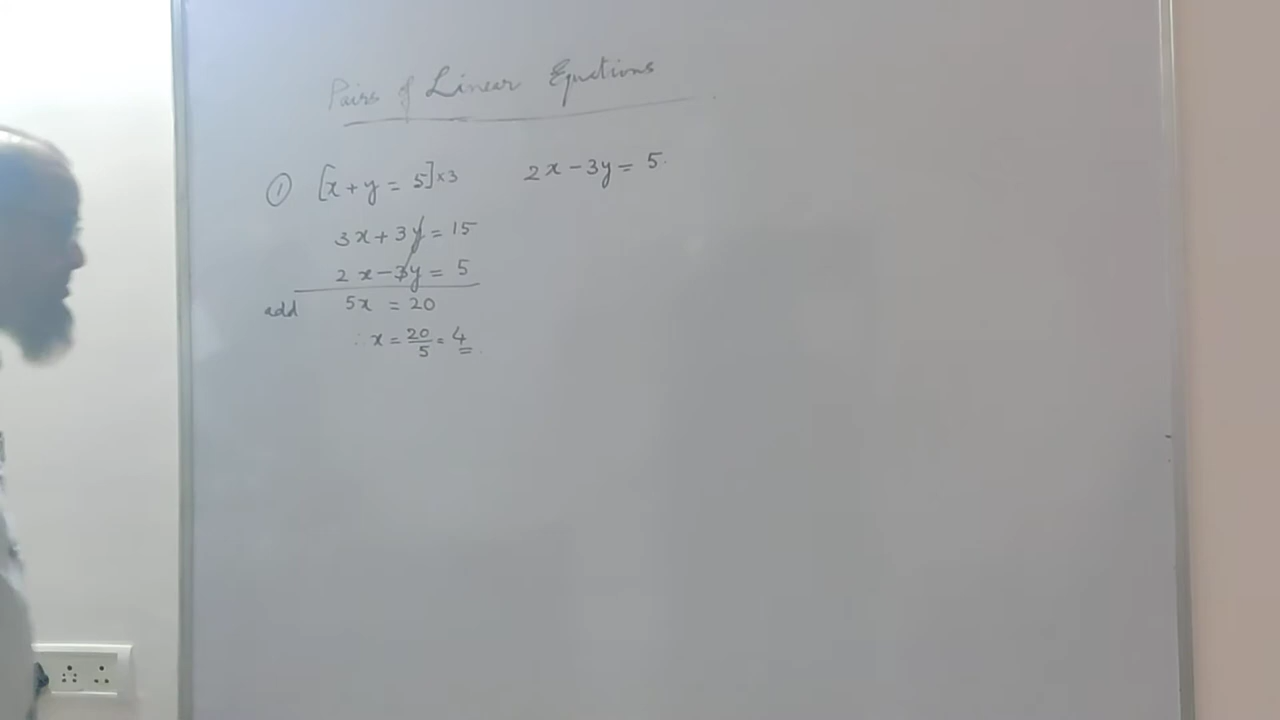 Pairs of Linear Equations
① [x + y = 5]×3 2x − 3y = 5.
3x + 3y = 15
2x − 3y = 5
add 5x = 20
∴ x = 20/5 = 4